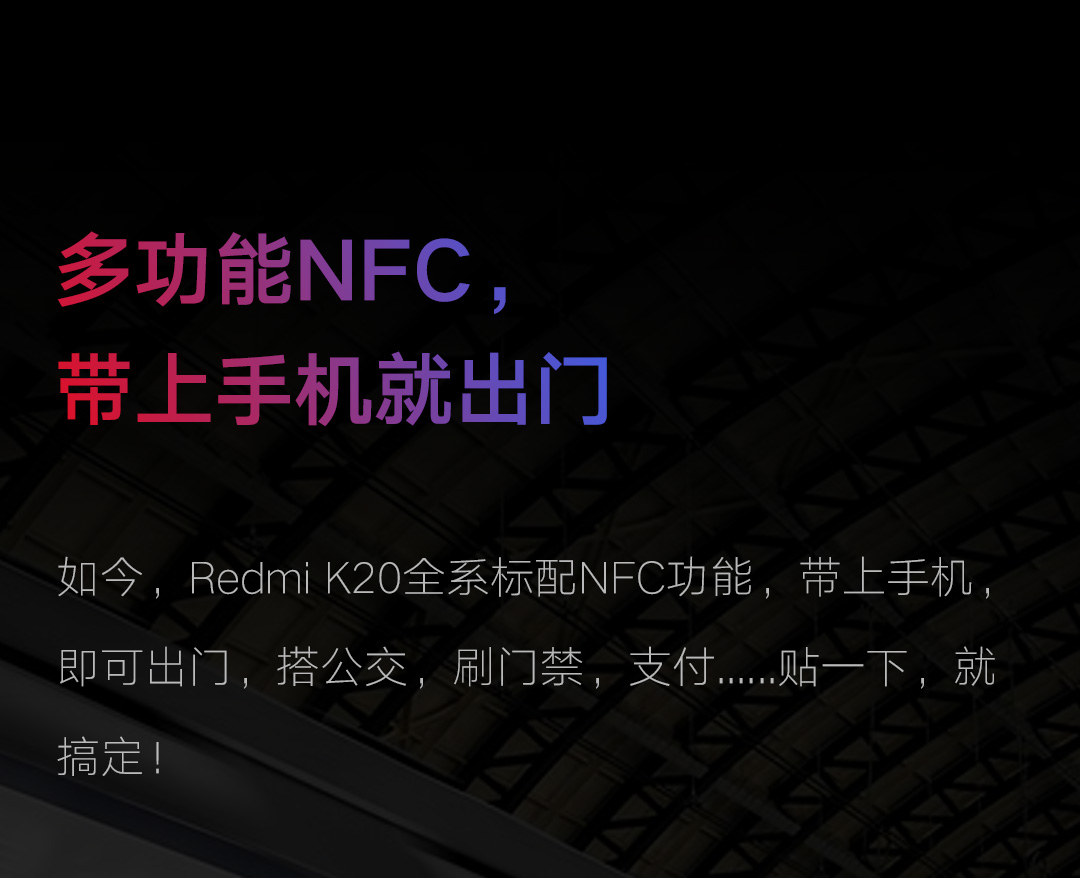 多功能NFC，
带上手机就出门
如今，Redmi K20全系标配NFC功能，带上手机，
即可出门，搭公交，刷门禁，支付......贴一下，就
搞定！